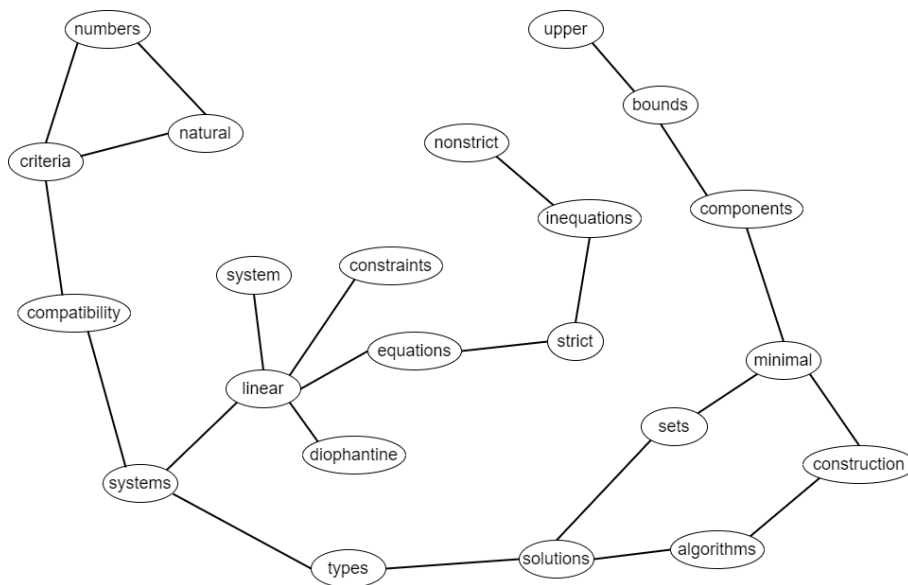 numbers
upper
bounds
natural
nonstrict
criteria
components
inequations
system
constraints
compatibility
strict
equations
minimal
linear
sets
diophantine
construction
systems
algorithms
solutions
types